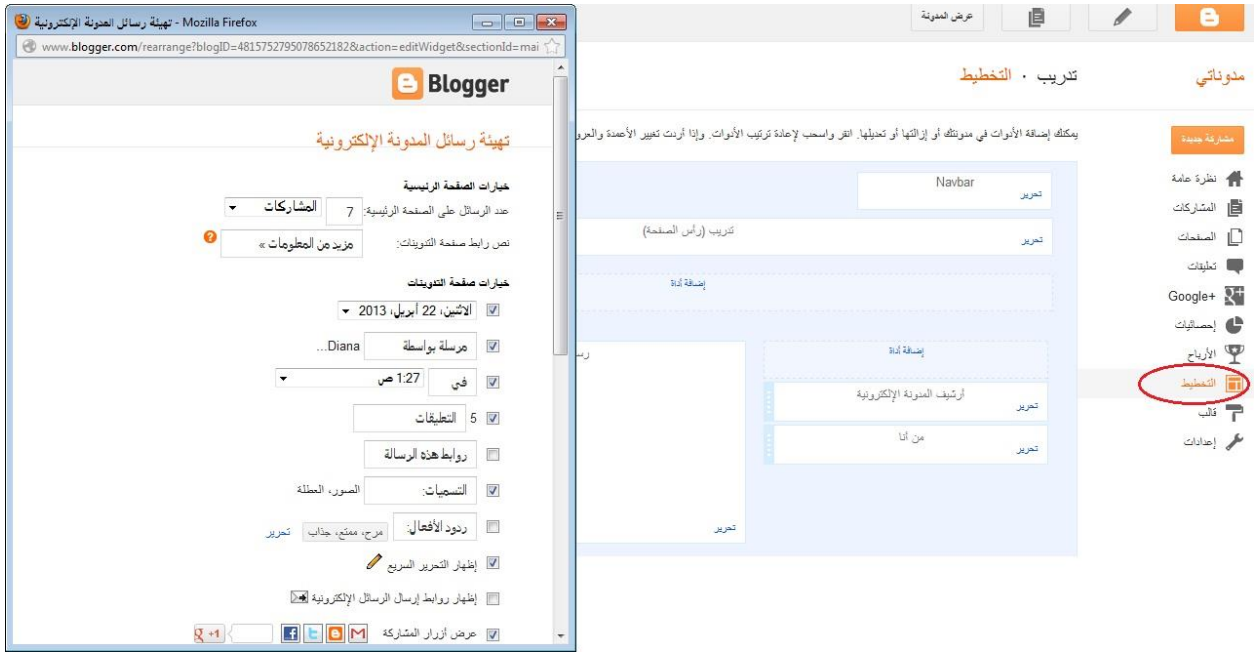 تهيئة رسائل المدونة الإلكترونية - Mozilla Firefox
www.blogger.com/rearrange?blogID=4815752795078652182&action=editWidget&sectionId=mai
Blogger
تهيئة رسائل المدونة الإلكترونية
خيارات الصفحة الرئيسية
عدد الرسائل على الصفحة الرئيسية: 7 المشاركات
نص رابط صفحة التدوينات: مزيد من المعلومات »
خيارات صفحة التدوينات
الاثنين، 22 أبريل، 2013
مرسلة بواسطة Diana...
في 1:27 ص
5 التعليقات
روابط هذه الرسالة
التسميات: الصور، العطلة
ردود الأفعال: مرح، ممتع، جذاب تحرير
إظهار التحرير السريع
إظهار روابط إرسال الرسائل الإلكترونية
عرض أزرار المشاركة +1
عرض المدونة
مدوناتي
تدريب · التخطيط
يمكنك إضافة الأدوات في مدونتك أو إزالتها أو تعديلها. انقر واسحب لإعادة ترتيب الأدوات. وإذا أردت تغيير الأعمدة والعرو
مشاركة جديدة
نظرة عامة
المشاركات
الصفحات
تعليقات
Google+
إحصائيات
الأرباح
التخطيط
قالب
إعدادات
Navbar
تحرير
تدريب (رأس الصفحة)
تحرير
إضافة أداة
إضافة أداة
أرشيف المدونة الإلكترونية
تحرير
من أنا
تحرير
رس
تحرير